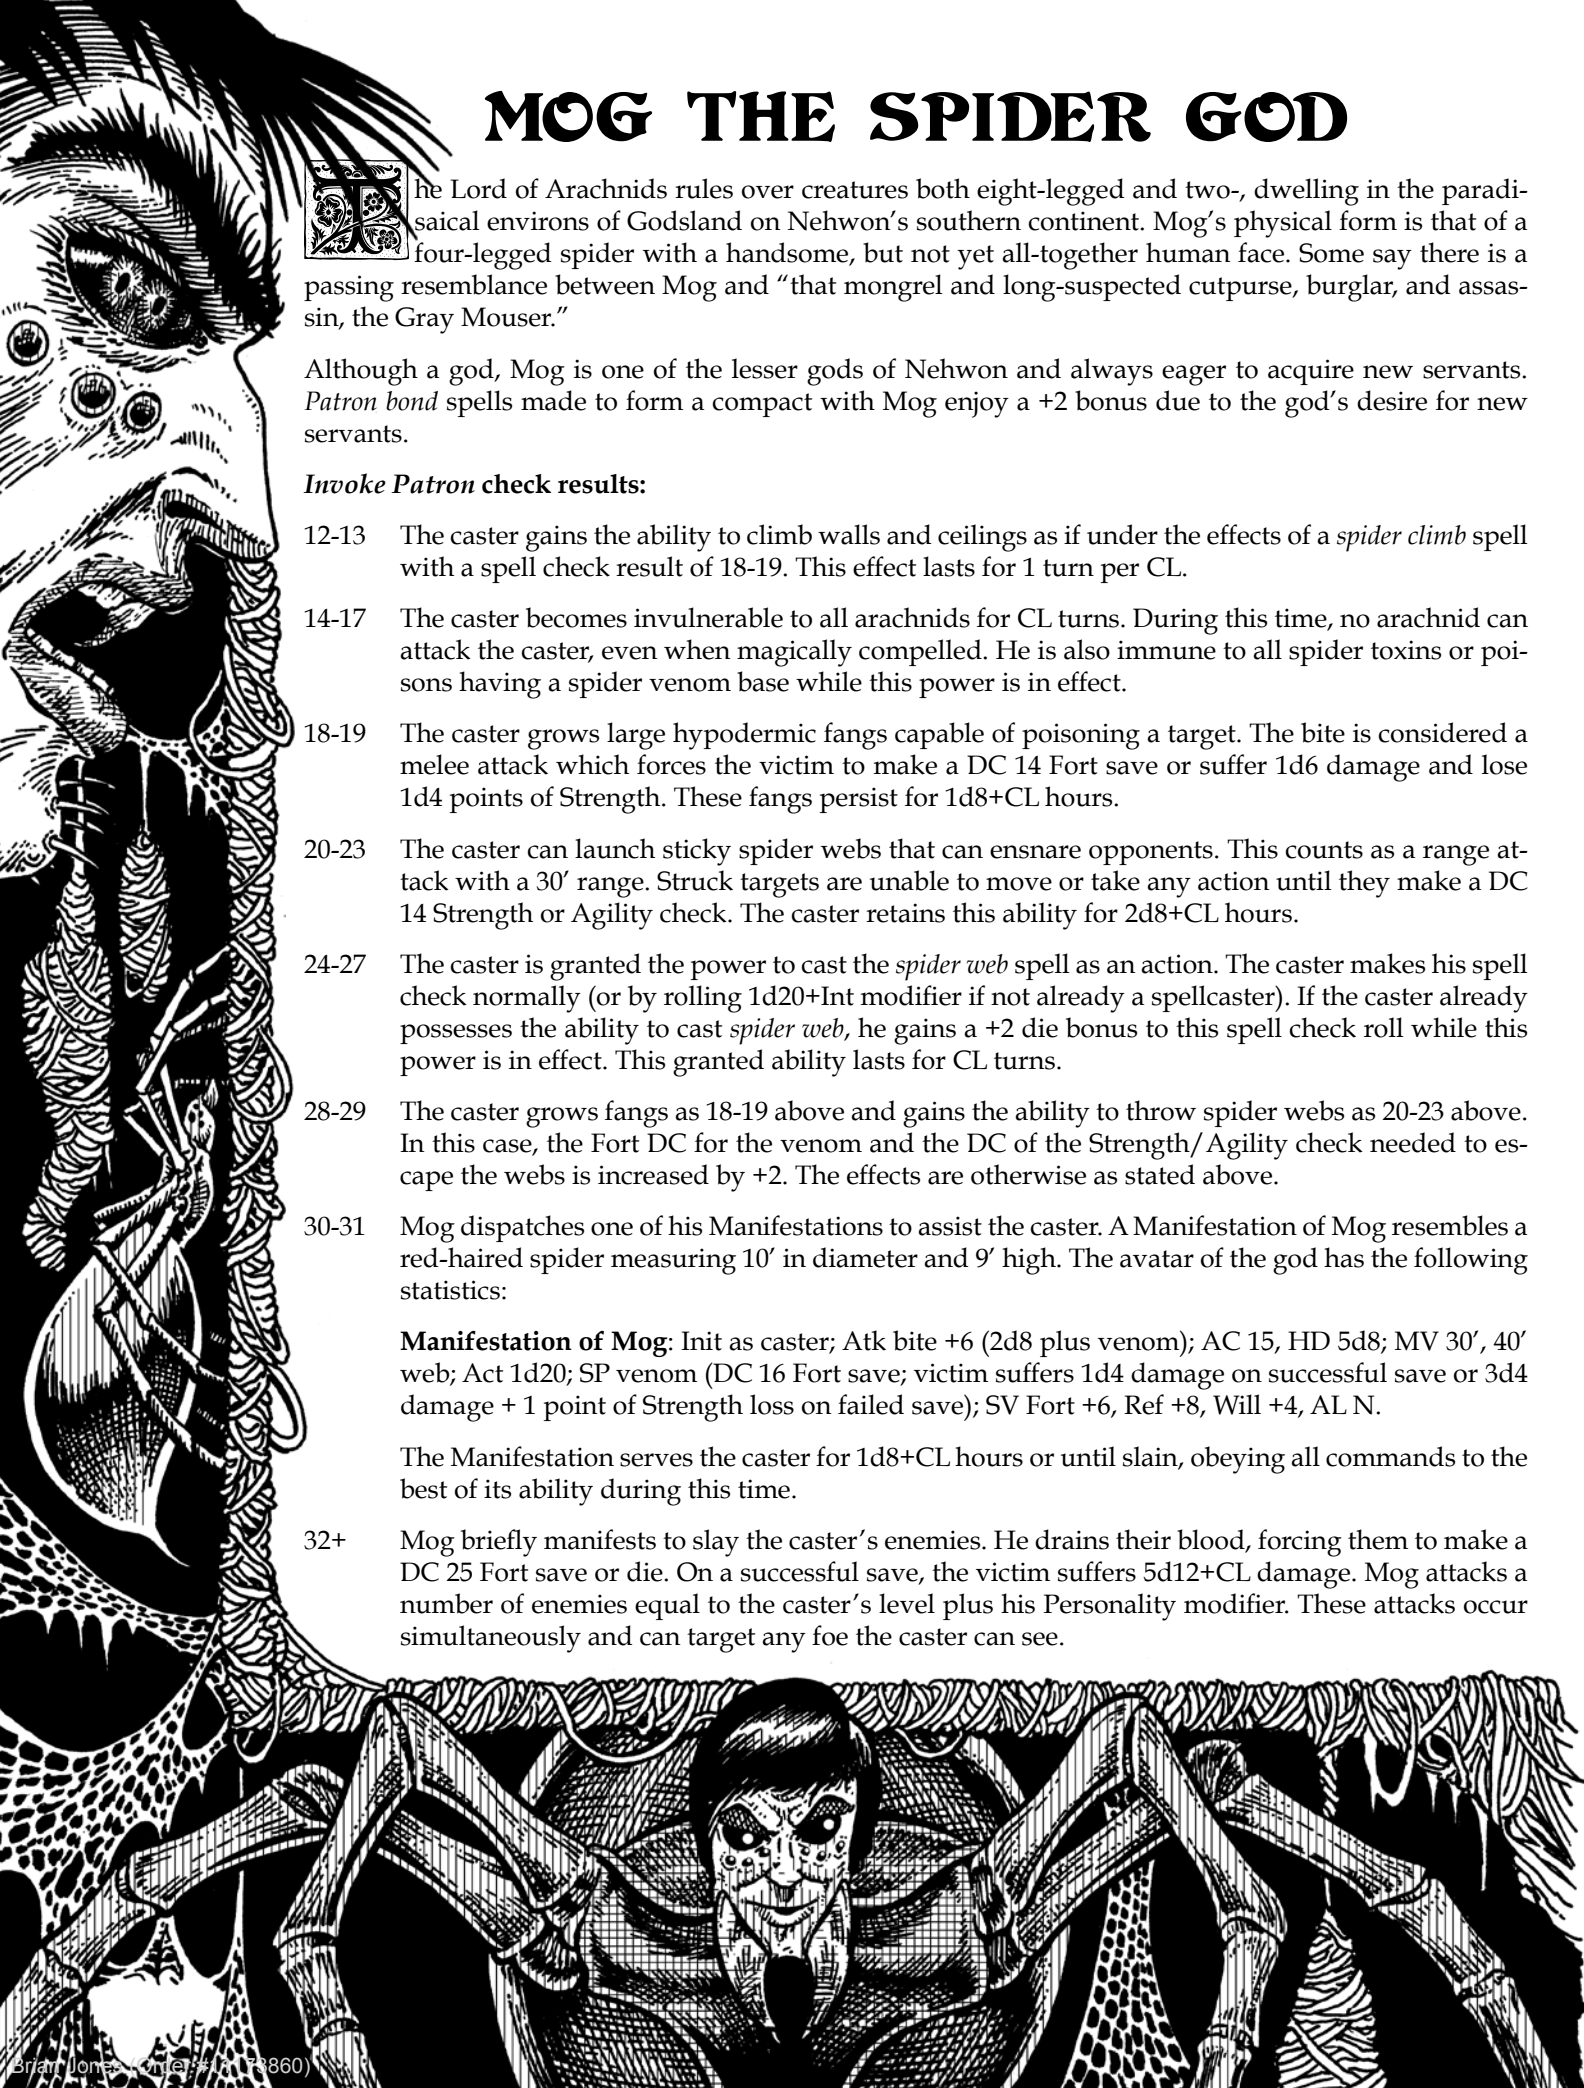 MOG THE SPIDER GOD
The Lord of Arachnids rules over creatures both eight-legged and two-, dwelling in the paradi-
saical environs of Godsland on Nehwon’s southern continent. Mog’s physical form is that of a
four-legged spider with a handsome, but not yet all-together human face. Some say there is a
passing resemblance between Mog and “that mongrel and long-suspected cutpurse, burglar, and assas-
sin, the Gray Mouser.”
Although a god, Mog is one of the lesser gods of Nehwon and always eager to acquire new servants.
Patron bond spells made to form a compact with Mog enjoy a +2 bonus due to the god’s desire for new
servants.
Invoke Patron check results:
12-13 The caster gains the ability to climb walls and ceilings as if under the effects of a spider climb spell
with a spell check result of 18-19. This effect lasts for 1 turn per CL.
14-17 The caster becomes invulnerable to all arachnids for CL turns. During this time, no arachnid can
attack the caster, even when magically compelled. He is also immune to all spider toxins or poi-
sons having a spider venom base while this power is in effect.
18-19 The caster grows large hypodermic fangs capable of poisoning a target. The bite is considered a
melee attack which forces the victim to make a DC 14 Fort save or suffer 1d6 damage and lose
1d4 points of Strength. These fangs persist for 1d8+CL hours.
20-23 The caster can launch sticky spider webs that can ensnare opponents. This counts as a range at-
tack with a 30′ range. Struck targets are unable to move or take any action until they make a DC
14 Strength or Agility check. The caster retains this ability for 2d8+CL hours.
24-27 The caster is granted the power to cast the spider web spell as an action. The caster makes his spell
check normally (or by rolling 1d20+Int modifier if not already a spellcaster). If the caster already
possesses the ability to cast spider web, he gains a +2 die bonus to this spell check roll while this
power is in effect. This granted ability lasts for CL turns.
28-29 The caster grows fangs as 18-19 above and gains the ability to throw spider webs as 20-23 above.
In this case, the Fort DC for the venom and the DC of the Strength/Agility check needed to es-
cape the webs is increased by +2. The effects are otherwise as stated above.
30-31 Mog dispatches one of his Manifestations to assist the caster. A Manifestation of Mog resembles a
red-haired spider measuring 10′ in diameter and 9′ high. The avatar of the god has the following
statistics:
Manifestation of Mog: Init as caster; Atk bite +6 (2d8 plus venom); AC 15, HD 5d8; MV 30′, 40′
web; Act 1d20; SP venom (DC 16 Fort save; victim suffers 1d4 damage on successful save or 3d4
damage + 1 point of Strength loss on failed save); SV Fort +6, Ref +8, Will +4, AL N.
The Manifestation serves the caster for 1d8+CL hours or until slain, obeying all commands to the
best of its ability during this time.
32+ Mog briefly manifests to slay the caster’s enemies. He drains their blood, forcing them to make a
DC 25 Fort save or die. On a successful save, the victim suffers 5d12+CL damage. Mog attacks a
number of enemies equal to the caster’s level plus his Personality modifier. These attacks occur
simultaneously and can target any foe the caster can see.
Brian Jones (Order